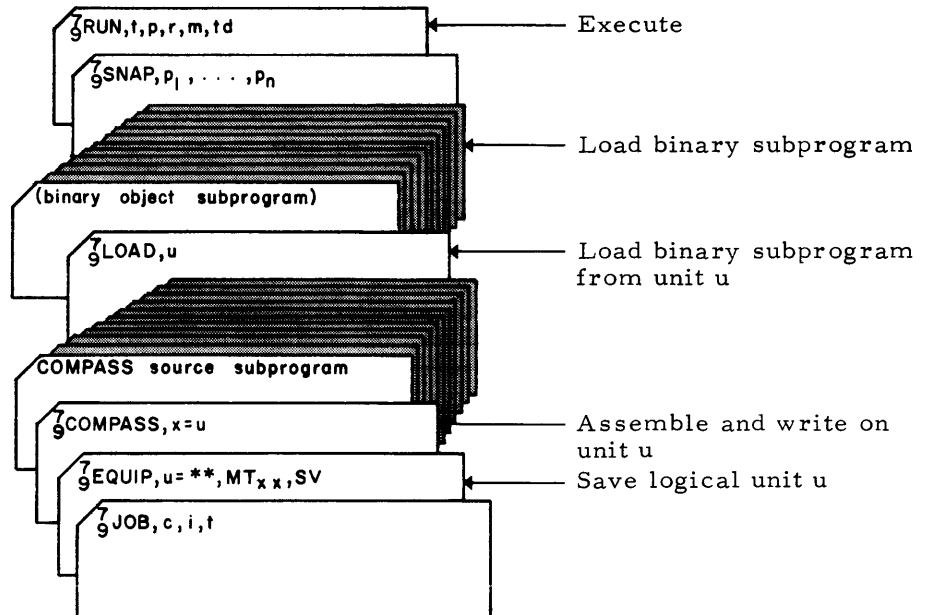 7
9RUN,t,p,r,m,td
Execute
7
9SNAP,p₁, . . . ,pₙ
Load binary subprogram
(binary object subprogram)
7
9LOAD,u
Load binary subprogram
from unit u
COMPASS source subprogram
7
9COMPASS,x=u
Assemble and write on
unit u
7
9EQUIP,u=**,MTₓₓ,SV
Save logical unit u
7
9JOB,c,i,t